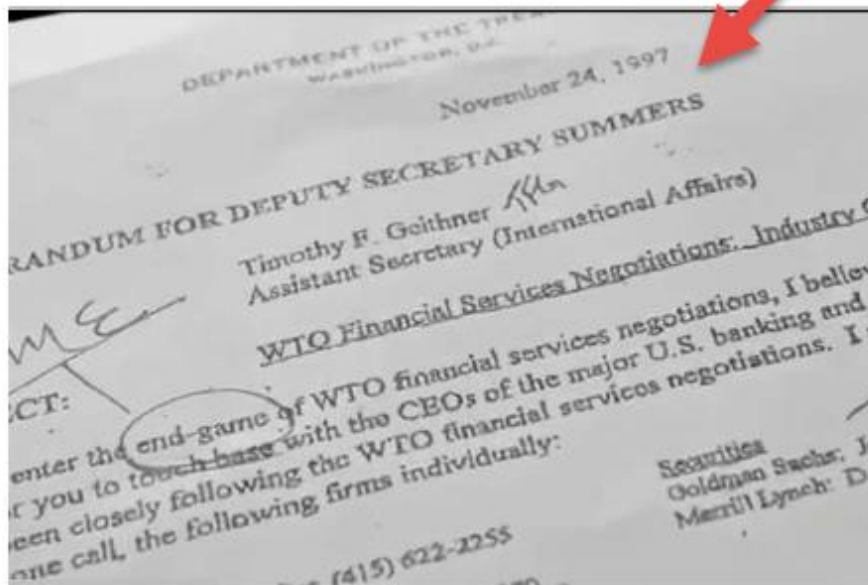 DEPARTMENT OF THE TREA
WASHINGTON, D.C.
November 24, 1997
RANDUM FOR DEPUTY SECRETARY SUMMERS
Timothy F. Geithner
Assistant Secretary (International Affairs)
WTO Financial Services Negotiations: Industry
ECT:
enter the end-game of WTO financial services negotiations, I believ
r you to touch base with the CEOs of the major U.S. banking and
een closely following the WTO financial services negotiations. I
one call, the following firms individually:
Securities
Goldman Sachs: J
Merrill Lynch: D
(415) 622-2255